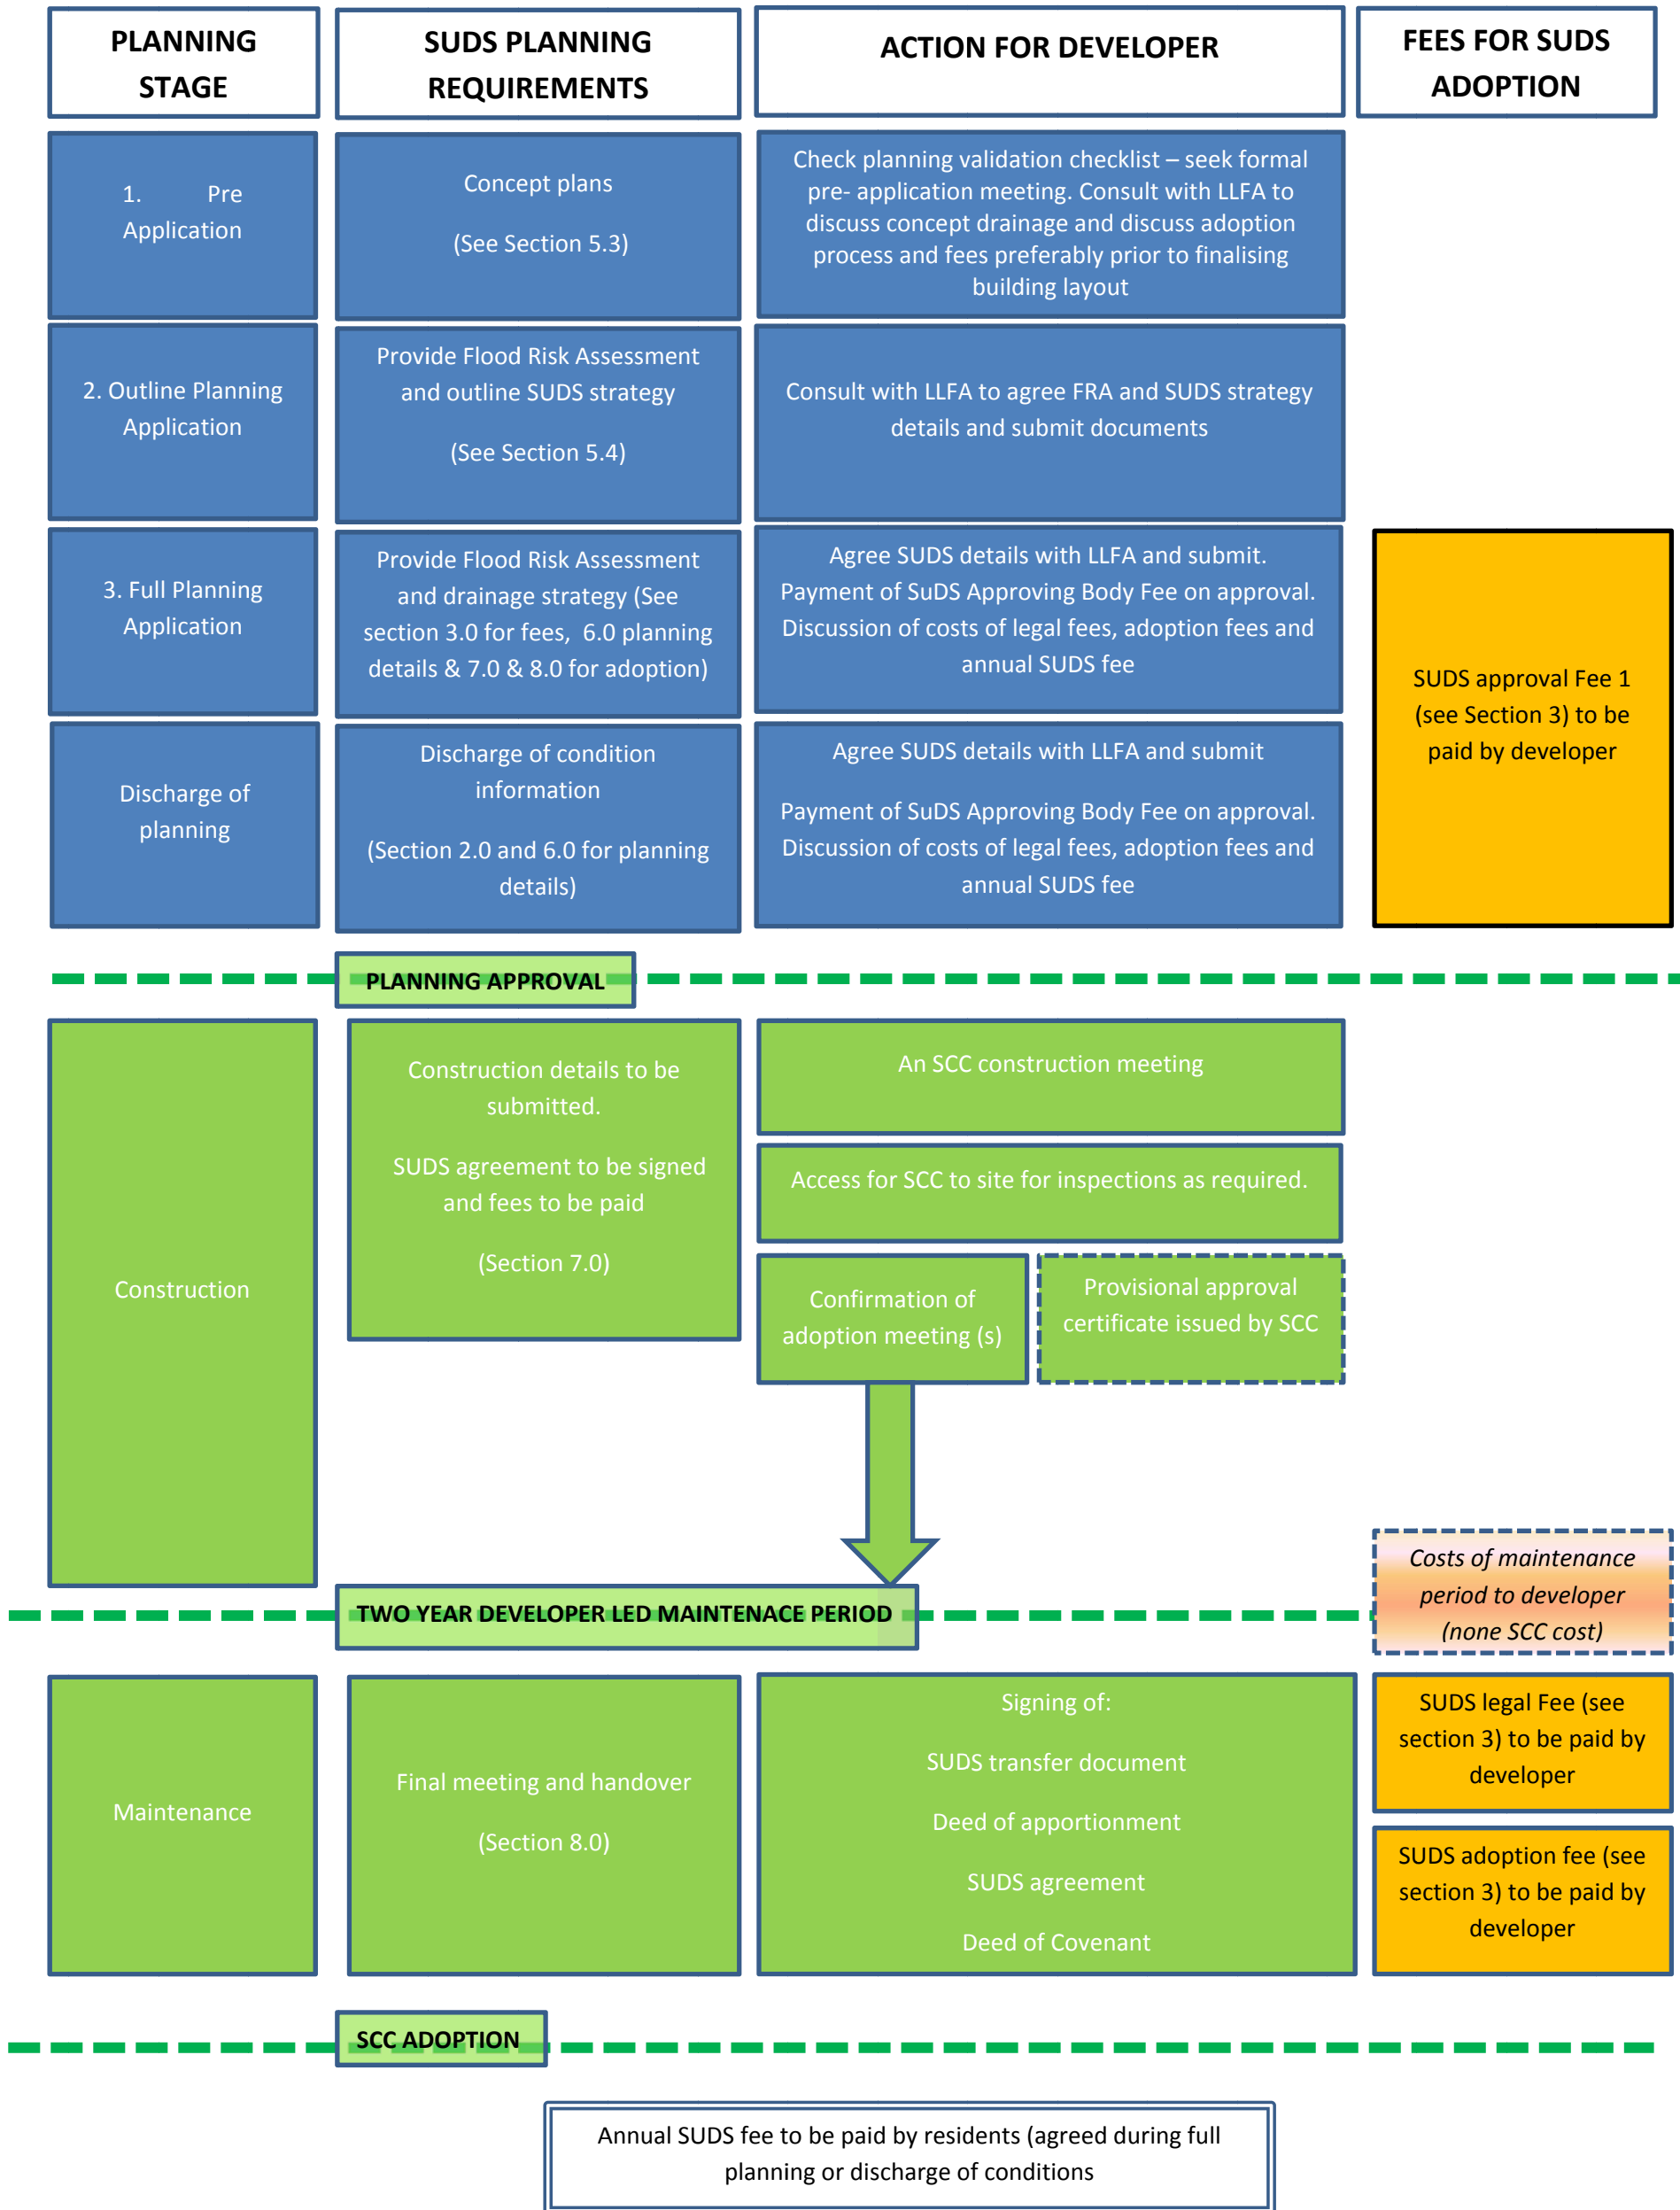 PLANNING
STAGE
SUDS PLANNING
REQUIREMENTS
ACTION FOR DEVELOPER
FEES FOR SUDS
ADOPTION
1. Pre
Application
Concept plans
(See Section 5.3)
Check planning validation checklist – seek formal
pre- application meeting. Consult with LLFA to
discuss concept drainage and discuss adoption
process and fees preferably prior to finalising
building layout
2. Outline Planning
Application
Provide Flood Risk Assessment
and outline SUDS strategy
(See Section 5.4)
Consult with LLFA to agree FRA and SUDS strategy
details and submit documents
3. Full Planning
Application
Provide Flood Risk Assessment
and drainage strategy (See
section 3.0 for fees, 6.0 planning
details & 7.0 & 8.0 for adoption)
Agree SUDS details with LLFA and submit.
Payment of SuDS Approving Body Fee on approval.
Discussion of costs of legal fees, adoption fees and
annual SUDS fee
SUDS approval Fee 1
(see Section 3) to be
paid by developer
Discharge of
planning
Discharge of condition
information
(Section 2.0 and 6.0 for planning
details)
Agree SUDS details with LLFA and submit
Payment of SuDS Approving Body Fee on approval.
Discussion of costs of legal fees, adoption fees and
annual SUDS fee
PLANNING APPROVAL
Construction
Construction details to be
submitted.
SUDS agreement to be signed
and fees to be paid
(Section 7.0)
An SCC construction meeting
Access for SCC to site for inspections as required.
Confirmation of
adoption meeting (s)
Provisional approval
certificate issued by SCC
TWO YEAR DEVELOPER LED MAINTENACE PERIOD
Costs of maintenance
period to developer
(none SCC cost)
Maintenance
Final meeting and handover
(Section 8.0)
Signing of:
SUDS transfer document
Deed of apportionment
SUDS agreement
Deed of Covenant
SUDS legal Fee (see
section 3) to be paid by
developer
SUDS adoption fee (see
section 3) to be paid by
developer
SCC ADOPTION
Annual SUDS fee to be paid by residents (agreed during full
planning or discharge of conditions